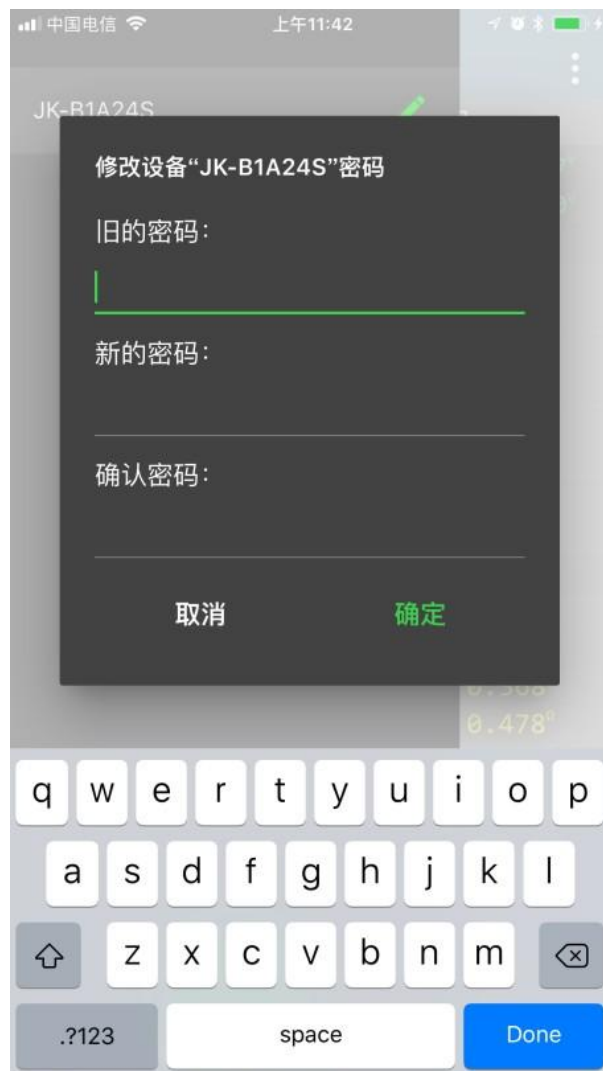 中国电信
上午11:42
JK-B1A24S
修改设备“JK-B1A24S”密码
旧的密码：
新的密码：
确认密码：
取消 确定
0.478
q w e r t y u i o p
a s d f g h j k l
z x c v b n m
.?123 space Done